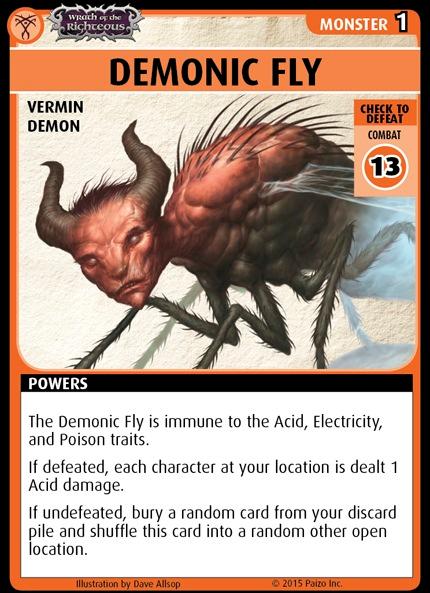 Wrath of the
Righteous
MONSTER 1
DEMONIC FLY
VERMIN
DEMON
CHECK TO
DEFEAT
COMBAT
13
POWERS
The Demonic Fly is immune to the Acid, Electricity,
and Poison traits.
If defeated, each character at your location is dealt 1
Acid damage.
If undefeated, bury a random card from your discard
pile and shuffle this card into a random other open
location.
Illustration by Dave Allsop
© 2015 Paizo Inc.